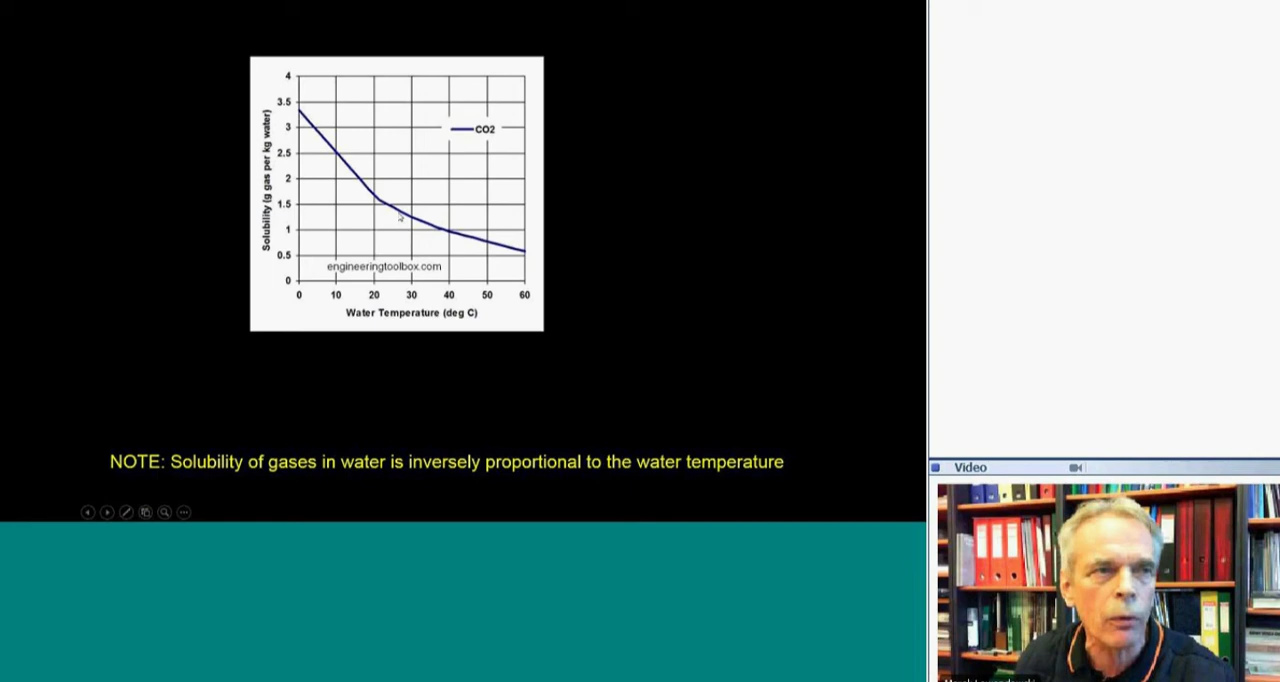 4
3.5
3
2.5
2
1.5
1
0.5
0
Solubility (g gas per kg water)
CO2
engineeringtoolbox.com
0 10 20 30 40 50 60
Water Temperature (deg C)
NOTE: Solubility of gases in water is inversely proportional to the water temperature
Video